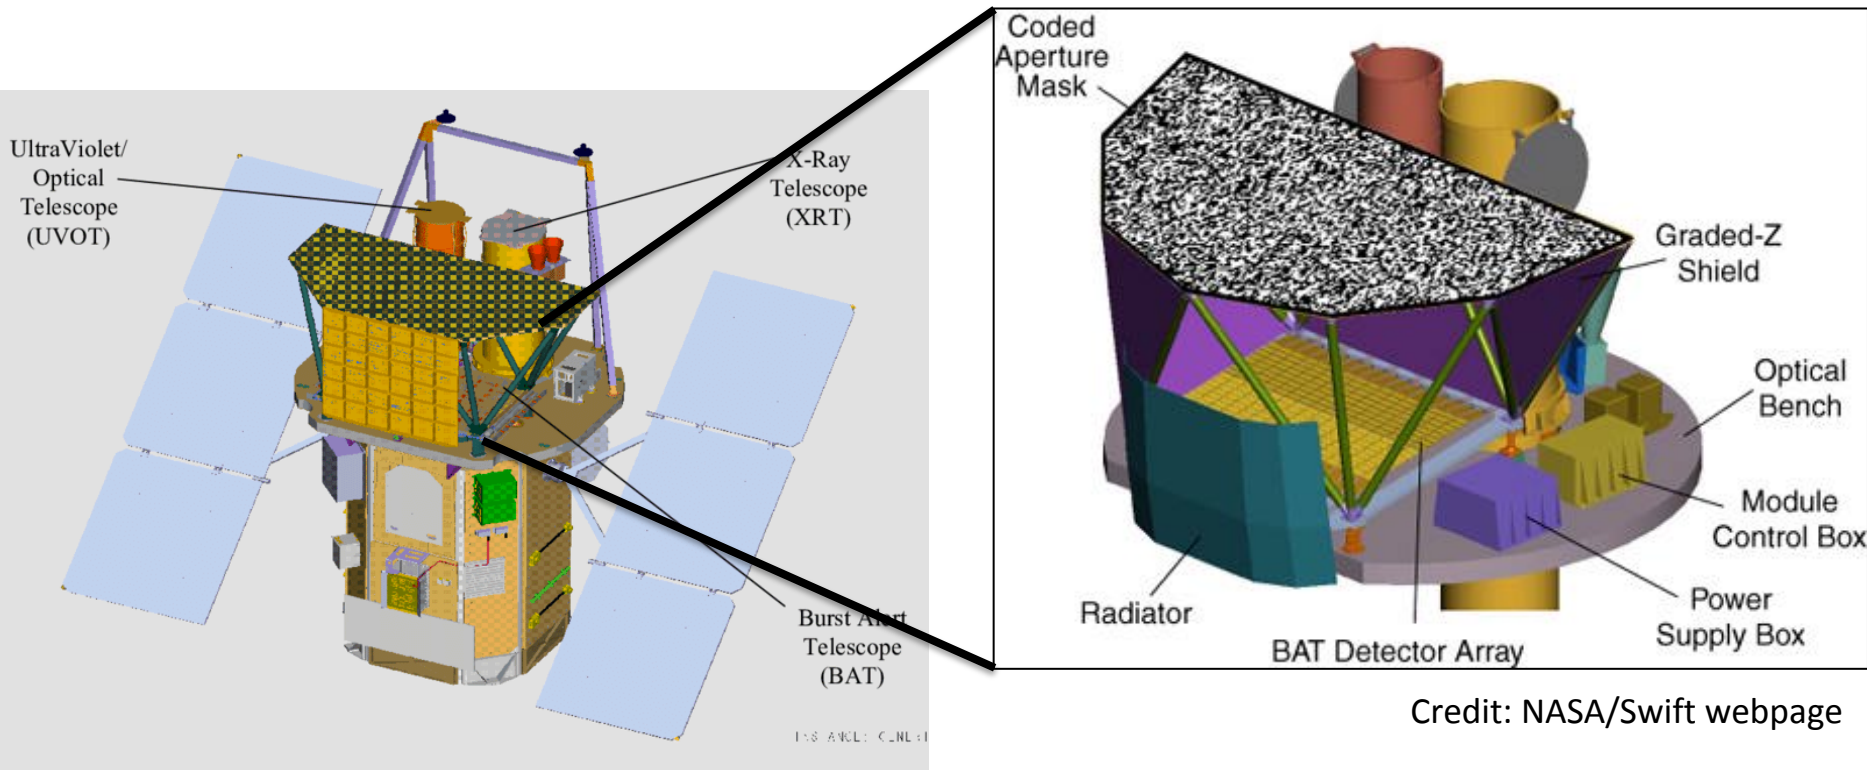 UltraViolet/
Optical
Telescope
(UVOT)
X-Ray
Telescope
(XRT)
Burst Alert
Telescope
(BAT)
Coded
Aperture
Mask
Graded-Z
Shield
Optical
Bench
Module
Control Box
Power
Supply Box
BAT Detector Array
Radiator
Credit: NASA/Swift webpage